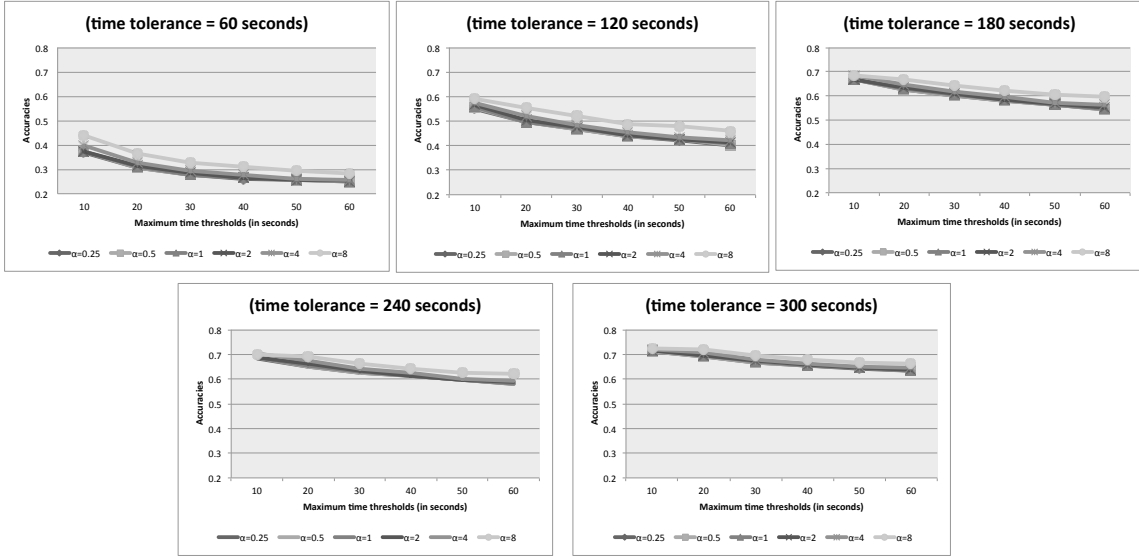 (time tolerance = 60 seconds)
0.8
0.7
0.6
0.5
0.4
0.3
0.2
Accuracies
10 20 30 40 50 60
Maximum time thresholds (in seconds)
α=0.25 α=0.5 α=1 α=2 α=4 α=8
(time tolerance = 120 seconds)
0.8
0.7
0.6
0.5
0.4
0.3
0.2
Accuracies
10 20 30 40 50 60
Maximum time thresholds (in seconds)
α=0.25 α=0.5 α=1 α=2 α=4 α=8
(time tolerance = 180 seconds)
0.8
0.7
0.6
0.5
0.4
0.3
0.2
Accuracies
10 20 30 40 50 60
Maximum time thresholds (in seconds)
α=0.25 α=0.5 α=1 α=2 α=4 α=8
(time tolerance = 240 seconds)
0.8
0.7
0.6
0.5
0.4
0.3
0.2
Accuracies
10 20 30 40 50 60
Maximum time thresholds (in seconds)
α=0.25 α=0.5 α=1 α=2 α=4 α=8
(time tolerance = 300 seconds)
0.8
0.7
0.6
0.5
0.4
0.3
0.2
Accuracies
10 20 30 40 50 60
Maximum time thresholds (in seconds)
α=0.25 α=0.5 α=1 α=2 α=4 α=8